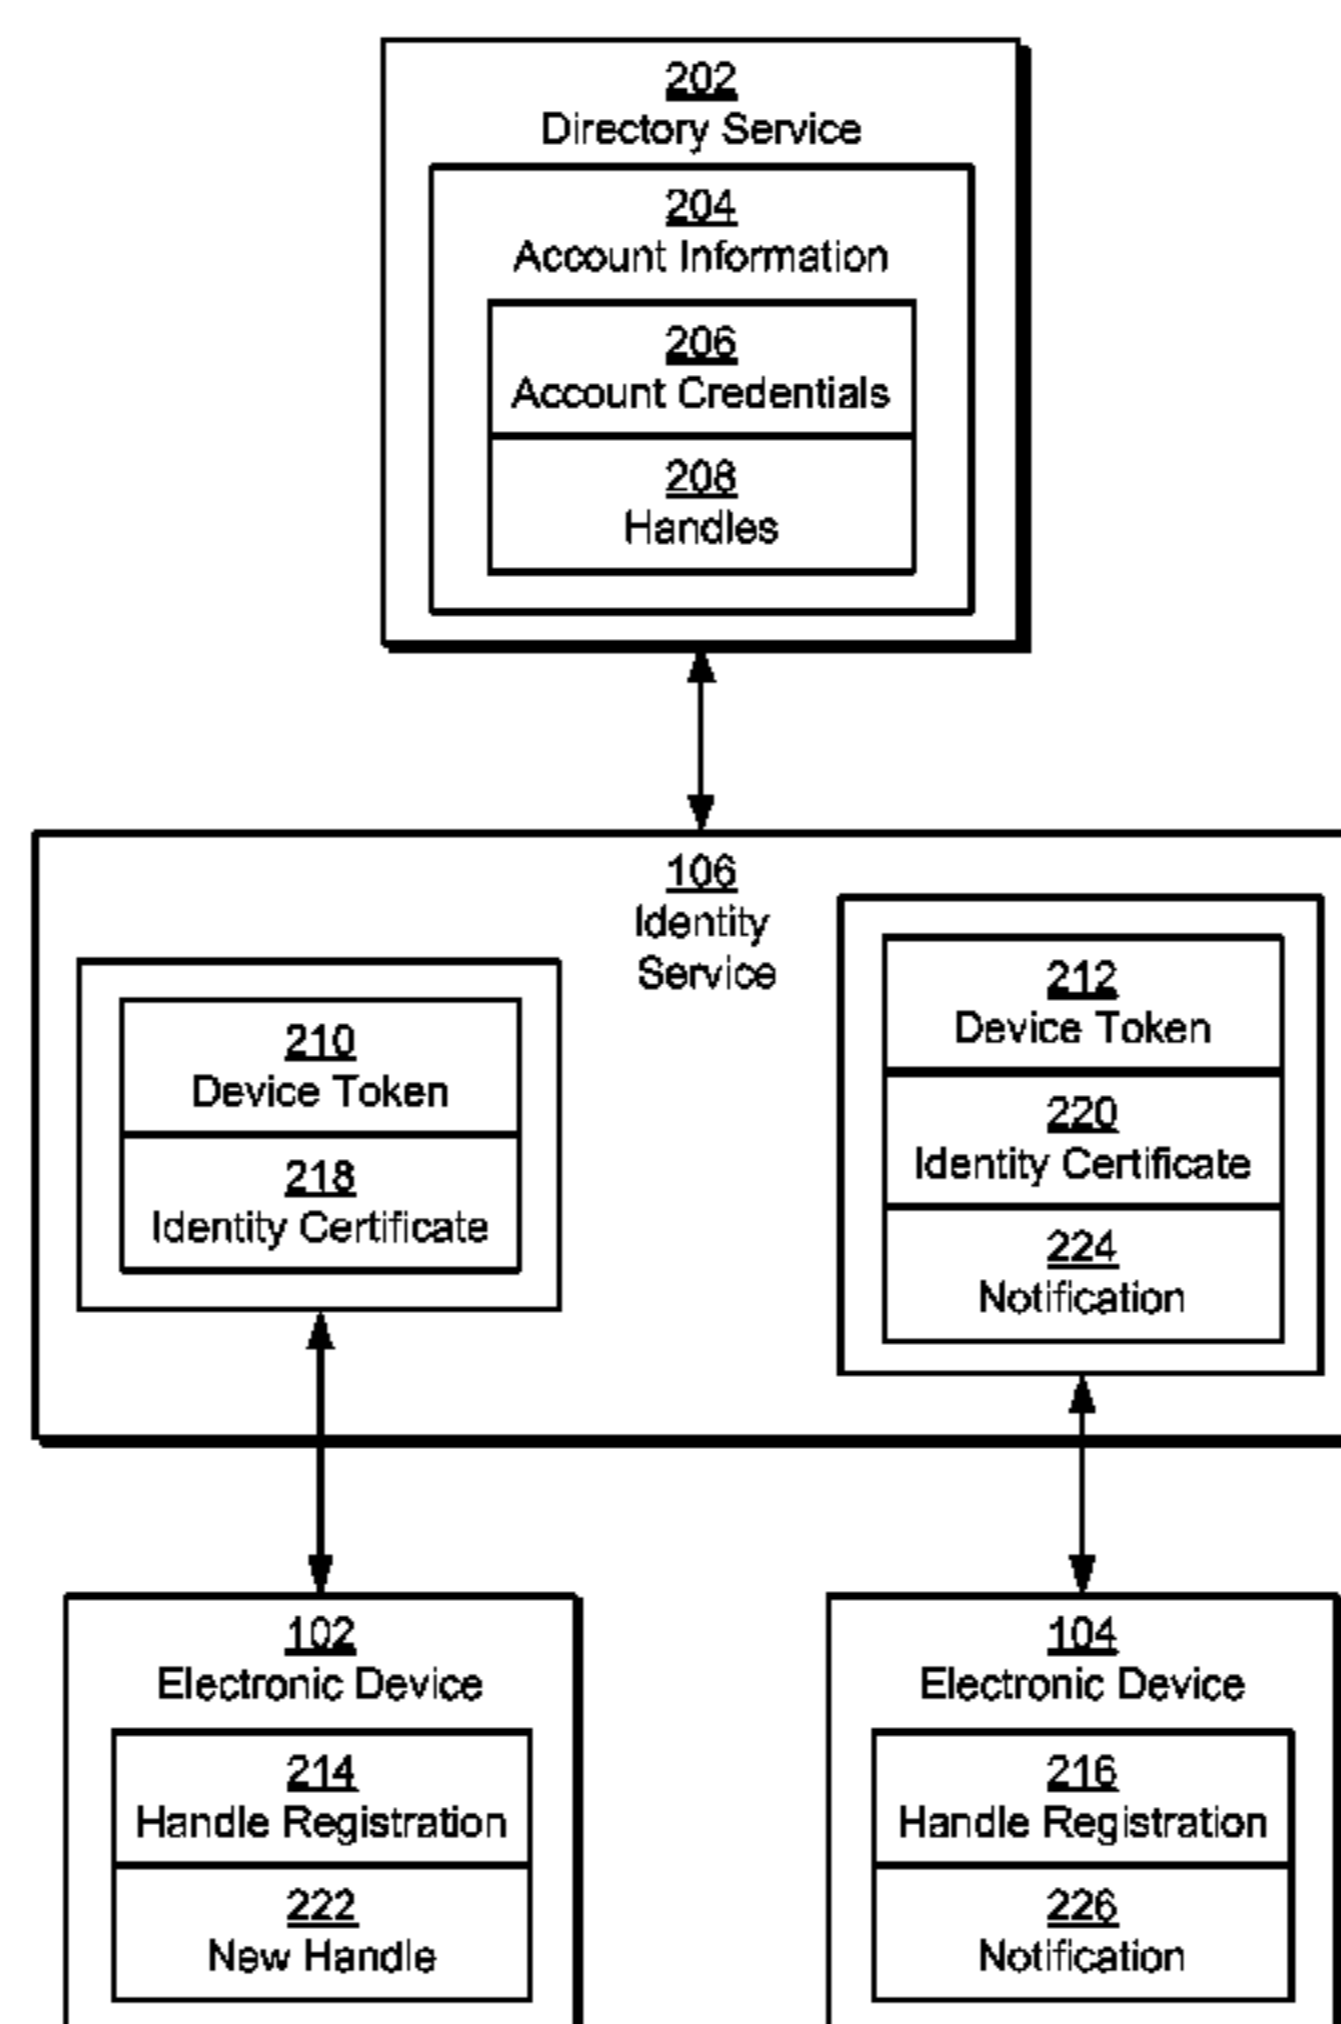 202
Directory Service
204
Account Information
206
Account Credentials
208
Handles
106
Identity
Service
210
Device Token
218
Identity Certificate
212
Device Token
220
Identity Certificate
224
Notification
102
Electronic Device
214
Handle Registration
222
New Handle
104
Electronic Device
216
Handle Registration
226
Notification